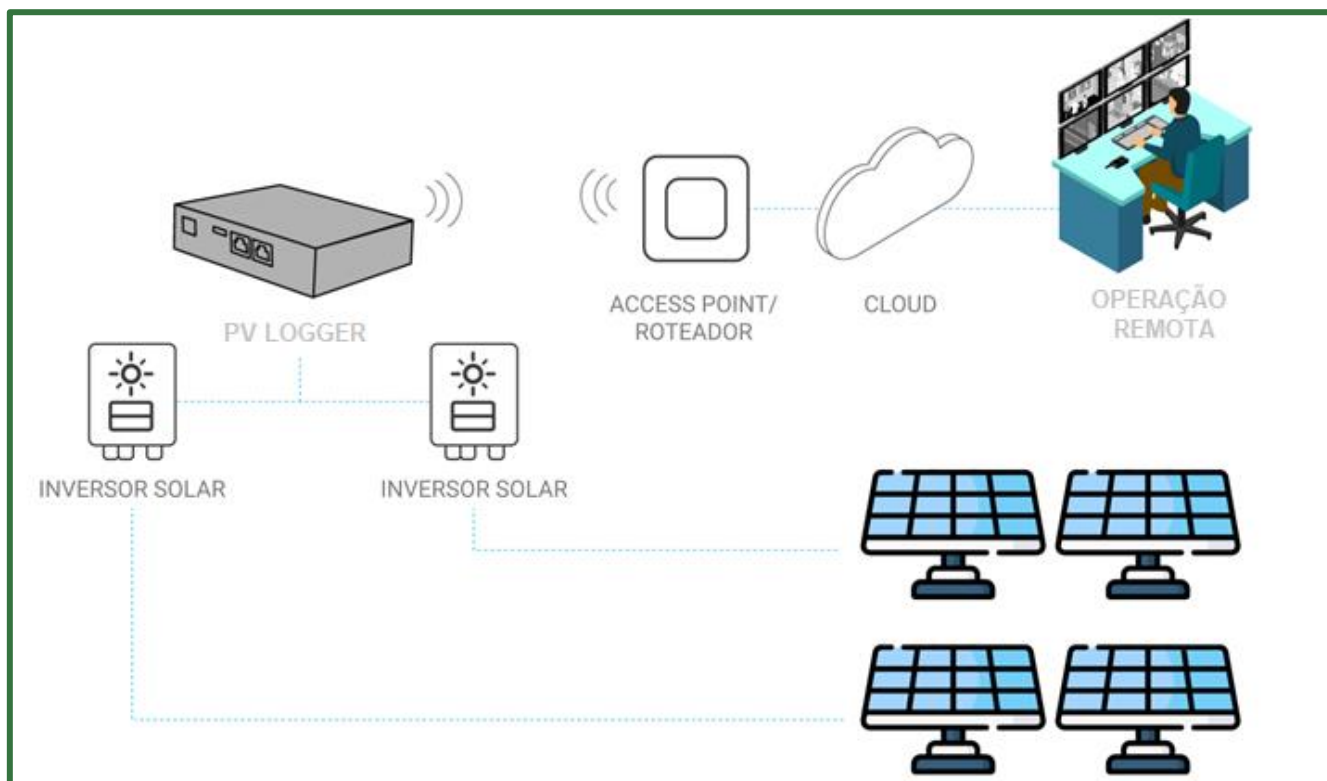 PV LOGGER
ACCESS POINT/
ROTEADOR
CLOUD
OPERAÇÃO
REMOTA
INVERSOR SOLAR
INVERSOR SOLAR